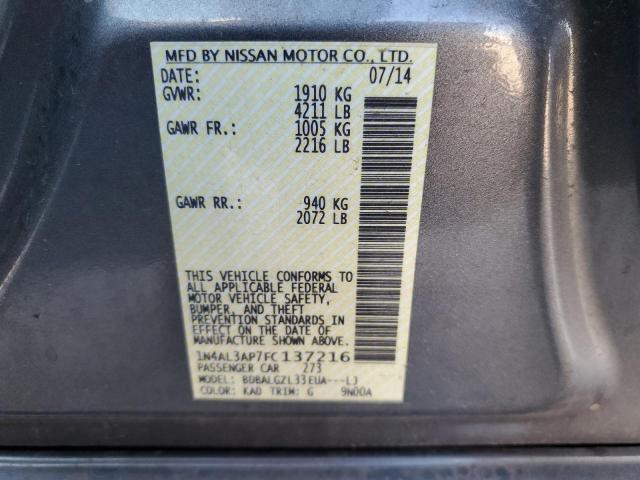 MFD BY NISSAN MOTOR CO., LTD.
DATE: 07/14
GVWR: 1910 KG
4211 LB
GAWR FR.: 1005 KG
2216 LB
GAWR RR.: 940 KG
2072 LB
THIS VEHICLE CONFORMS TO
ALL APPLICABLE FEDERAL
MOTOR VEHICLE SAFETY,
BUMPER, AND THEFT
PREVENTION STANDARDS
IN EFFECT ON THE DATE OF
MANUFACTURE SHOWN ABOVE.
1N4AL3AP7FC137216
PASSENGER CAR 273
MODEL: BDBALGZL33EUA---LJ
COLOR: KAD TRIM: G 9N00A